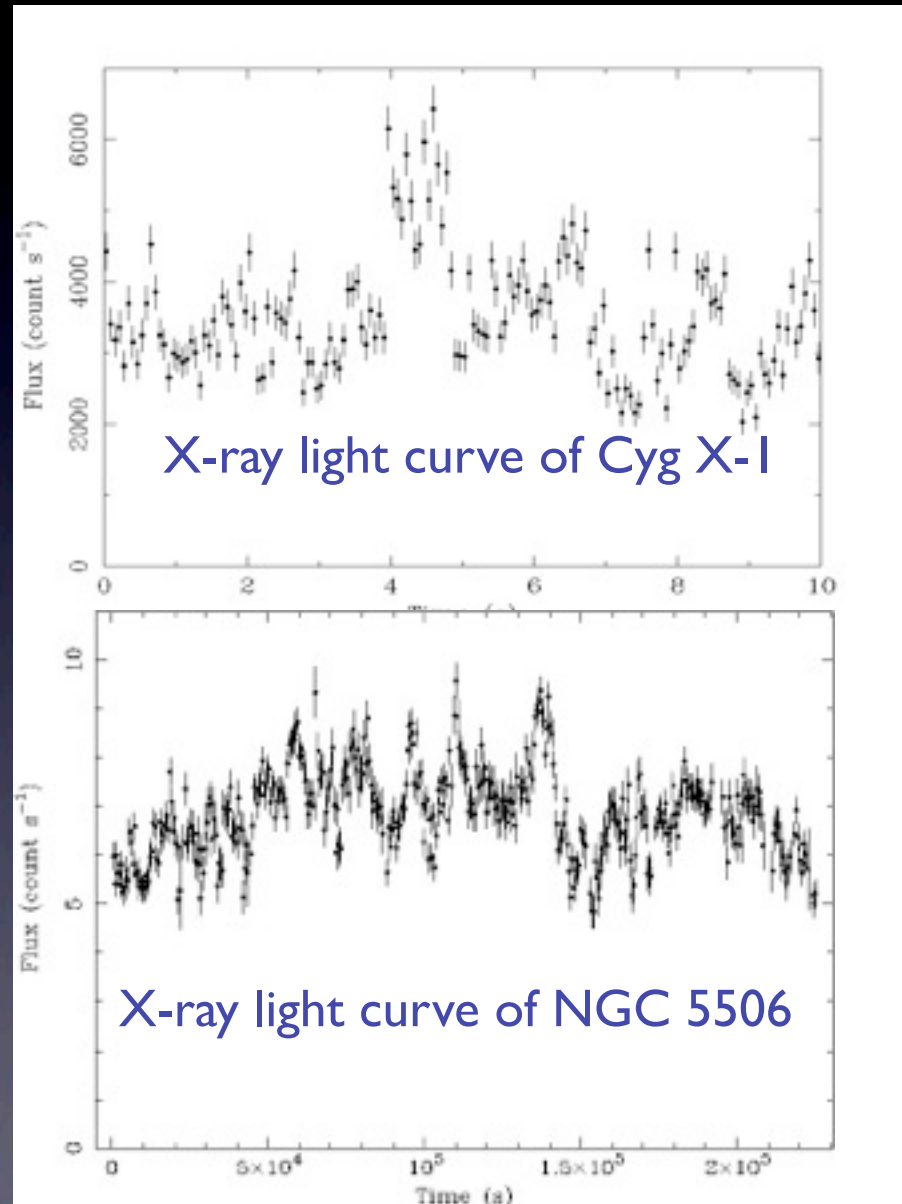 6000
4000
2000
0
Flux (count s⁻¹)
X-ray light curve of Cyg X-1
0 2 4 6 8 10
10
5
0
Flux (count s⁻¹)
X-ray light curve of NGC 5506
0 5×10⁴ 10⁵ 1.5×10⁵ 2×10⁵
Time (s)